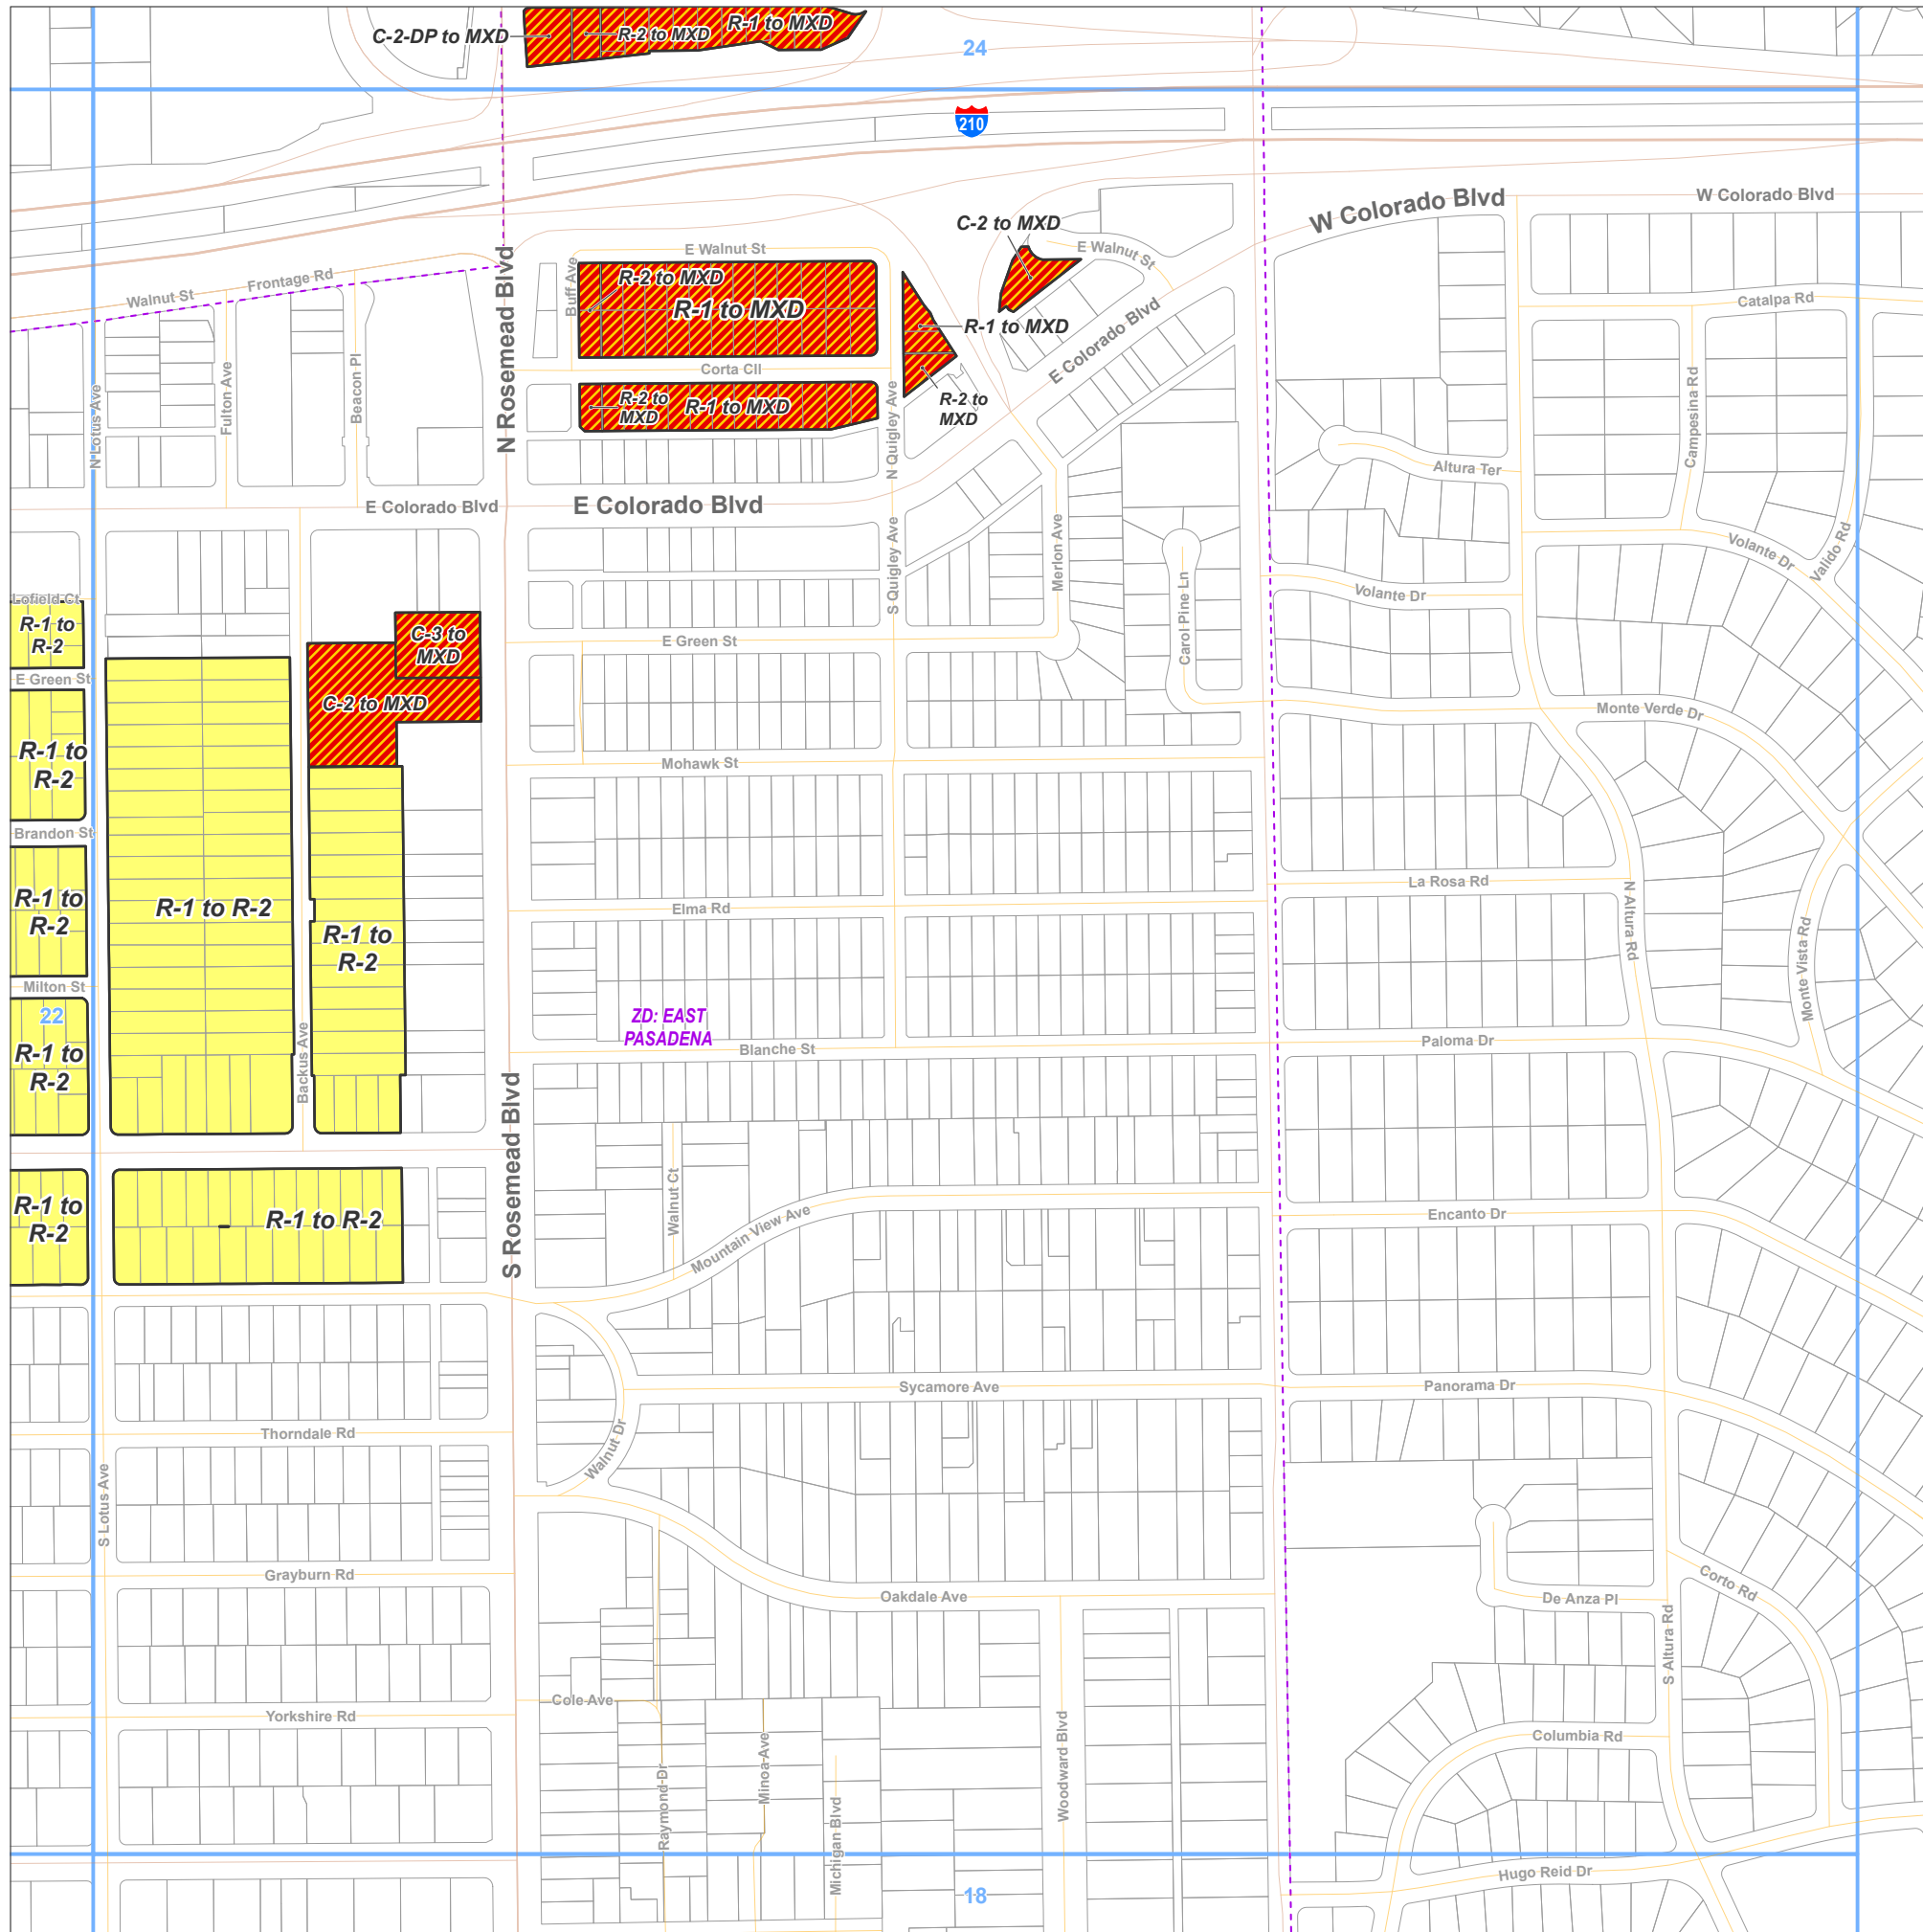 C-2-DP to MXD
R-2 to MXD
R-1 to MXD
24
210
W Colorado Blvd
W Colorado Blvd
C-2 to MXD
E Walnut St
E Walnut St
Frontage Rd
Walnut St
N Rosemead Blvd
Buff Ave
R-2 to MXD
R-1 to MXD
R-1 to MXD
E Colorado Blvd
Catalpa Rd
Corta Cll
R-2 to
MXD
R-1 to MXD
R-2 to
MXD
N Lotus Ave
Fulton Ave
Beacon Pl
N Quigley Ave
Campesina Rd
Altura Ter
E Colorado Blvd
E Colorado Blvd
S Quigley Ave
Merlon Ave
Carol Pine Ln
Volante Dr
Valido Rd
Volante Dr
Lofield Ct
R-1 to
R-2
C-3 to
MXD
E Green St
E Green St
C-2 to MXD
Monte Verde Dr
R-1 to
R-2
Mohawk St
Brandon St
La Rosa Rd
R-1 to
R-2
R-1 to R-2
R-1 to
R-2
Elma Rd
N Altura Rd
Monte Vista Rd
Milton St
22
R-1 to
R-2
ZD: EAST
PASADENA
Backus Ave
Blanche St
Paloma Dr
S Rosemead Blvd
Walnut Ct
Mountain View Ave
R-1 to
R-2
R-1 to R-2
Encanto Dr
Sycamore Ave
Panorama Dr
Thorndale Rd
Walnut Dr
S Lotus Ave
Grayburn Rd
Oakdale Ave
Corto Rd
De Anza Pl
S Altura Rd
Cole Ave
Yorkshire Rd
Raymond Dr
Minoa Ave
Michigan Blvd
Woodward Blvd
Columbia Rd
Hugo Reid Dr
18